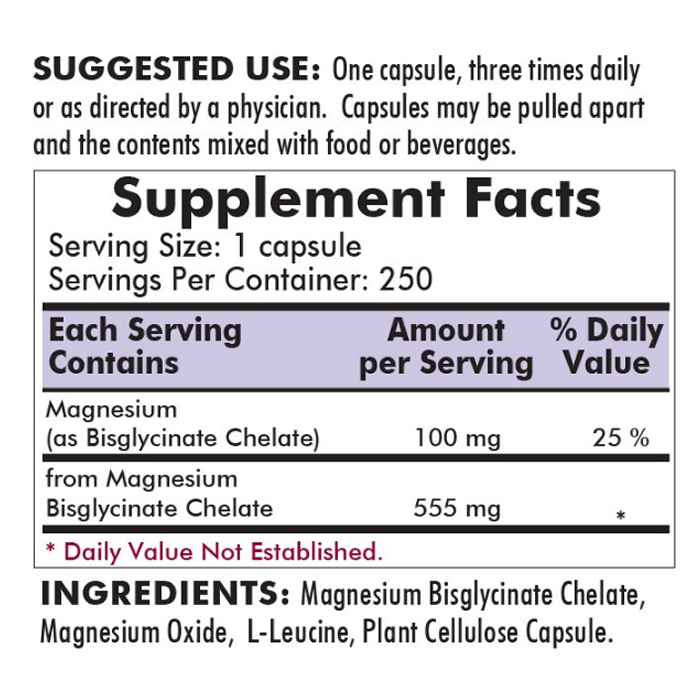 SUGGESTED USE: One capsule, three times daily
or as directed by a physician. Capsules may be pulled apart
and the contents mixed with food or beverages.
Supplement Facts
Serving Size: 1 capsule
Servings Per Container: 250
Each Serving Contains Amount per Serving % Daily Value
Magnesium
(as Bisglycinate Chelate) 100 mg 25 %
from Magnesium
Bisglycinate Chelate 555 mg *
* Daily Value Not Established.
INGREDIENTS: Magnesium Bisglycinate Chelate,
Magnesium Oxide, L-Leucine, Plant Cellulose Capsule.